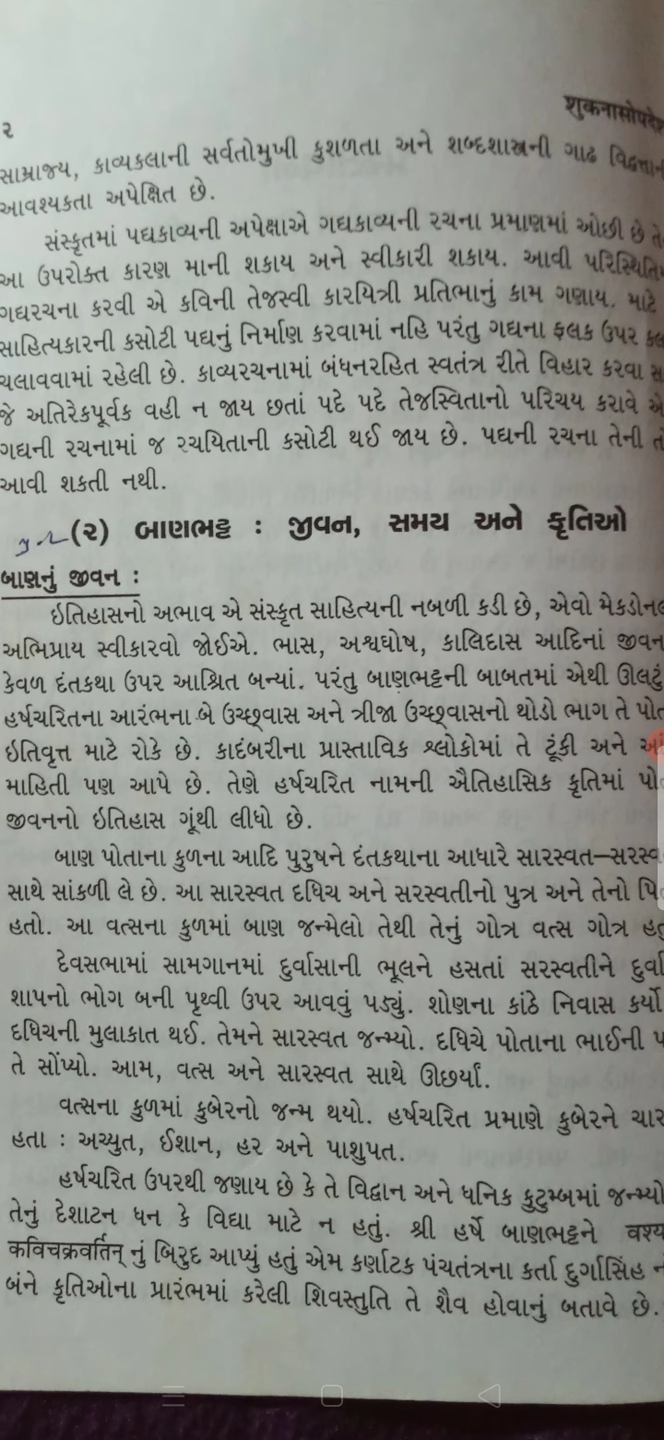 ૨
શુકનાસોપદેશ
સામ્રાજ્ય, કાવ્યકલાની સર્વતોમુખી કુશળતા અને શબ્દશાસ્ત્રની ગાઢ
આવશ્યકતા અપેક્ષિત છે.
સંસ્કૃતમાં પદ્યકાવ્યની અપેક્ષાએ ગદ્યકાવ્યની રચના પ્રમાણમાં ઓછી છે
આ ઉપરોક્ત કારણ માની શકાય અને સ્વીકારી શકાય. આવી
ગદ્યરચના કરવી એ કવિની તેજસ્વી કારયિત્રી પ્રતિભાનું કામ ગણાય. માટે
સાહિત્યકારની કસોટી પદ્યનું નિર્માણ કરવામાં નહિ પરંતુ ગદ્યના ફલક ઉપર
ચલાવવામાં રહેલી છે. કાવ્યરચનામાં બંધનરહિત સ્વતંત્ર રીતે વિહાર કરવા
જે અતિરેકપૂર્વક વહી ન જાય છતાં પદે પદે તેજસ્વિતાનો પરિચય કરાવે
ગદ્યની રચનામાં જ રચયિતાની કસોટી થઈ જાય છે. પદ્યની રચના તેની
આવી શકતી નથી.
(૨) બાણભટ્ટ : જીવન, સમય અને કૃતિઓ
બાણનું જીવન :
ઇતિહાસનો અભાવ એ સંસ્કૃત સાહિત્યની નબળી કડી છે, એવો
અભિપ્રાય સ્વીકારવો જોઈએ. ભાસ, અશ્વઘોષ, કાલિદાસ આદિનાં જીવન
કેવળ દંતકથા ઉપર આશ્રિત બન્યાં. પરંતુ બાણભટ્ટની બાબતમાં એથી ઊલટું
હર્ષચરિતના આરંભના બે ઉચ્છ્વાસ અને ત્રીજા ઉચ્છ્વાસનો થોડો ભાગ તે
ઇતિવૃત્ત માટે રોકે છે. કાદંબરીના પ્રાસ્તાવિક શ્લોકોમાં તે ટૂંકી અને
માહિતી પણ આપે છે. તેણે હર્ષચરિત નામની ઐતિહાસિક કૃતિમાં
જીવનનો ઇતિહાસ ગૂંથી લીધો છે.
બાણ પોતાના કુળના આદિ પુરુષને દંતકથાના આધારે
સાથે સાંકળી લે છે. આ સારસ્વત દધિચ અને સરસ્વતીનો પુત્ર અને તેનો
હતો. આ વત્સના કુળમાં બાણ જન્મેલો તેથી તેનું ગોત્ર વત્સ ગોત્ર
દેવસભામાં સામગાનમાં દુર્વાસાની ભૂલને હસતાં સરસ્વતીને
શાપનો ભોગ બની પૃથ્વી ઉપર આવવું પડ્યું. શોણના કાંઠે નિવાસ કર્યો
દધિચની મુલાકાત થઈ. તેમને સારસ્વત જન્મ્યો. દધિચે પોતાના ભાઈની
તે સોંપ્યો. આમ, વત્સ અને સારસ્વત સાથે ઊછર્યાં.
વત્સના કુળમાં કુબેરનો જન્મ થયો. હર્ષચરિત પ્રમાણે કુબેરને ચાર
હતા : અચ્યુત, ઈશાન, હર અને પાશુપત.
હર્ષચરિત ઉપરથી જણાય છે કે તે વિદ્વાન અને ધનિક કુટુમ્બમાં જન્મ્યો
તેનું દેશાટન ધન કે વિદ્યા માટે ન હતું. શ્રી હર્ષે બાણભટ્ટને वश्य
कविचक्रवर्तिन् નું બિરુદ આપ્યું હતું એમ કર્ણાટક પંચતંત્રના કર્તા દુર્ગાસિંહ
બંને કૃતિઓના પ્રારંભમાં કરેલી શિવસ્તુતિ તે શૈવ હોવાનું બતાવે છે.